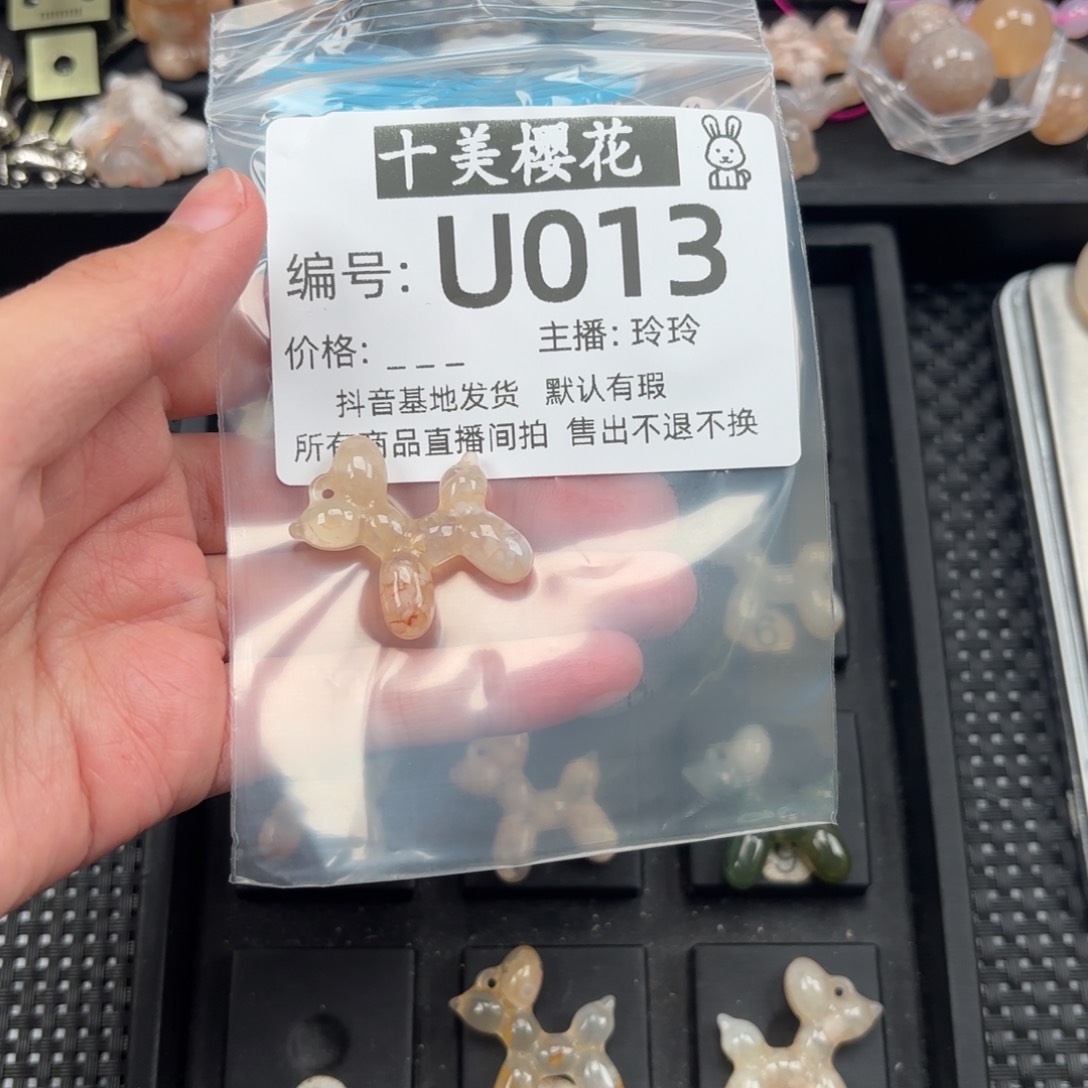 十美樱花
编号: U013
价格: _ _ _ 主播: 玲玲
抖音基地发货 默认有瑕
所有商品直播间拍 售出不退不换